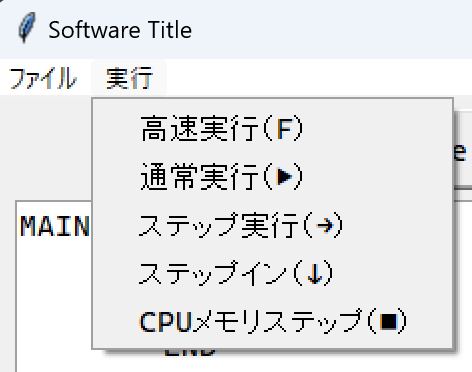 Software Title
ファイル 実行
高速実行(F)
通常実行(▶)
ステップ実行(→)
ステップイン(↓)
CPUメモリステップ(■)
e
MAIN
END